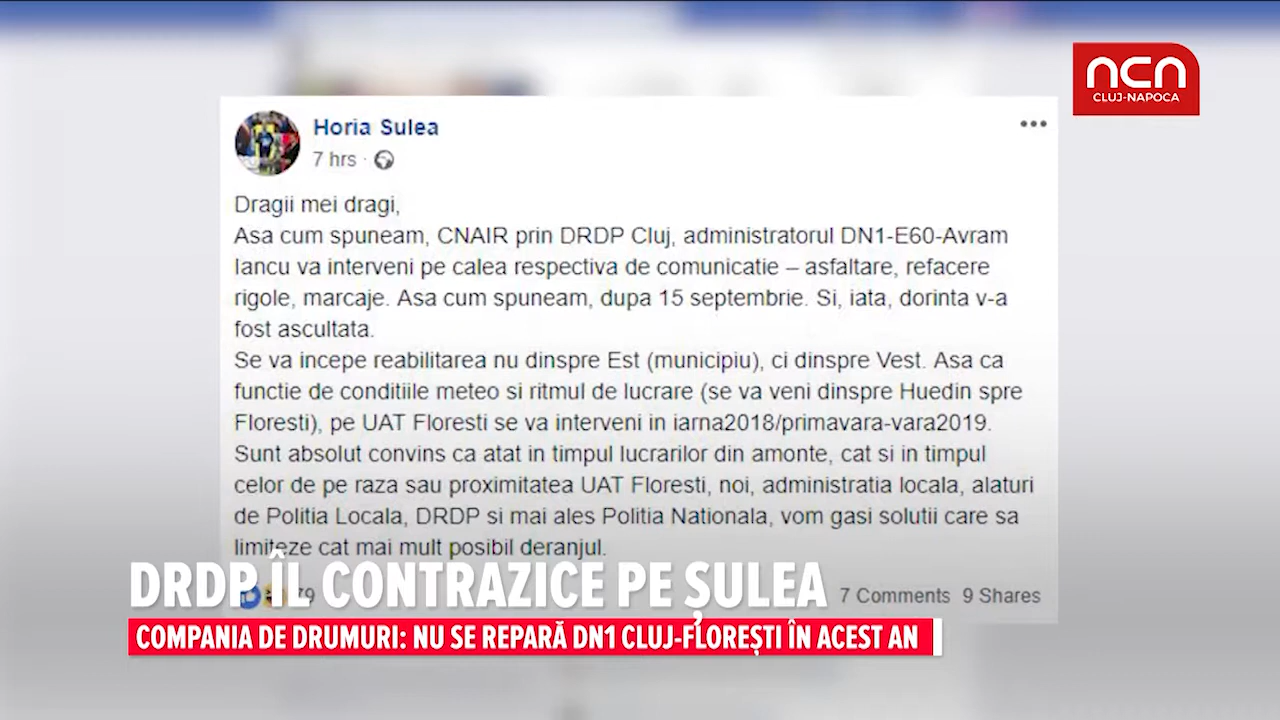 ncn
CLUJ-NAPOCA
Horia Sulea
7 hrs ·
Dragii mei dragi,
Asa cum spuneam, CNAIR prin DRDP Cluj, administratorul DN1-E60-Avram
Iancu va interveni pe calea respectiva de comunicatie – asfaltare, refacere
rigole, marcaje. Asa cum spuneam, dupa 15 septembrie. Si, iata, dorinta v-a
fost ascultata.
Se va incepe reabilitarea nu dinspre Est (municipiu), ci dinspre Vest. Asa ca
functie de conditiile meteo si ritmul de lucrare (se va veni dinspre Huedin spre
Floresti), pe UAT Floresti se va interveni in iarna2018/primavara-vara2019.
Sunt absolut convins ca atat in timpul lucrarilor din amonte, cat si in timpul
celor de pe raza sau proximitatea UAT Floresti, noi, administratia locala, alaturi
de Politia Locala, DRDP si mai ales Politia Nationala, vom gasi solutii care sa
limiteze cat mai mult posibil deranjul.
7 Comments 9 Shares
DRDP ÎL CONTRAZICE PE ȘULEA
COMPANIA DE DRUMURI: NU SE REPARĂ DN1 CLUJ-FLOREȘTI ÎN ACEST AN